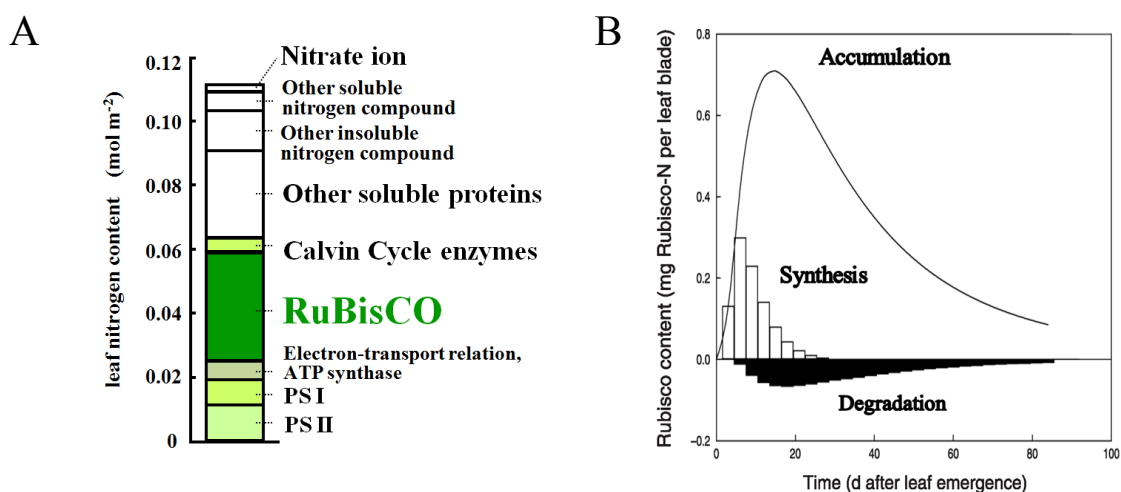 A
leaf nitrogen content (mol m⁻²)
0.12
0.10
0.08
0.06
0.04
0.02
0
Nitrate ion
Other soluble
nitrogen compound
Other insoluble
nitrogen compound
Other soluble proteins
Calvin Cycle enzymes
RuBisCO
Electron-transport relation,
ATP synthase
PS I
PS II
B
Rubisco content (mg Rubisco-N per leaf blade)
0.8
0.6
0.4
0.2
0.0
−0.2
Accumulation
Synthesis
Degradation
0 20 40 60 80 100
Time (d after leaf emergence)